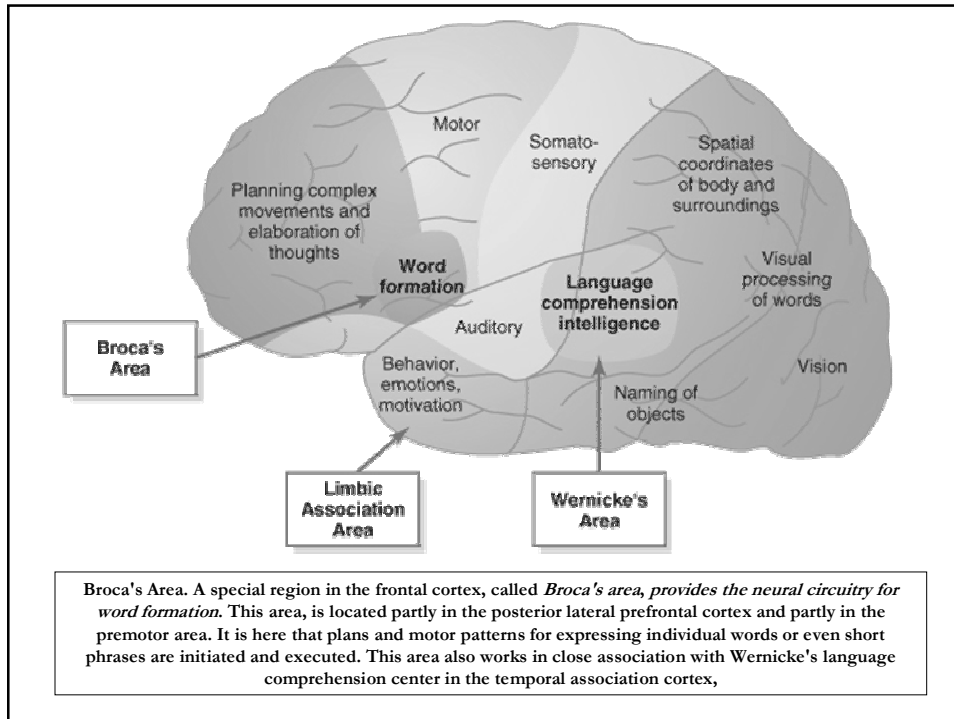 Motor
Somato-
sensory
Spatial
coordinates
of body and
surroundings
Planning complex
movements and
elaboration of
thoughts
Word
formation
Language
comprehension
intelligence
Visual
processing
of words
Auditory
Broca's
Area
Behavior,
emotions,
motivation
Vision
Naming of
objects
Limbic
Association
Area
Wernicke's
Area
Broca's Area. A special region in the frontal cortex, called Broca's area, provides the neural circuitry for
word formation. This area, is located partly in the posterior lateral prefrontal cortex and partly in the
premotor area. It is here that plans and motor patterns for expressing individual words or even short
phrases are initiated and executed. This area also works in close association with Wernicke's language
comprehension center in the temporal association cortex,